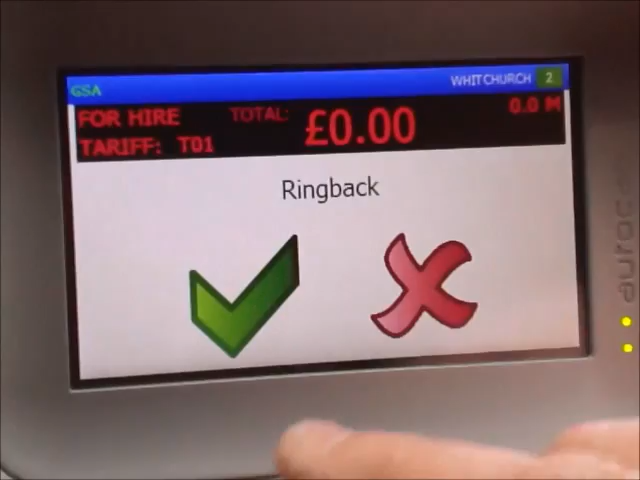 GSA
WHITCHURCH 2
FOR HIRE TOTAL: £0.00 0.0 M
TARIFF: T01
Ringback